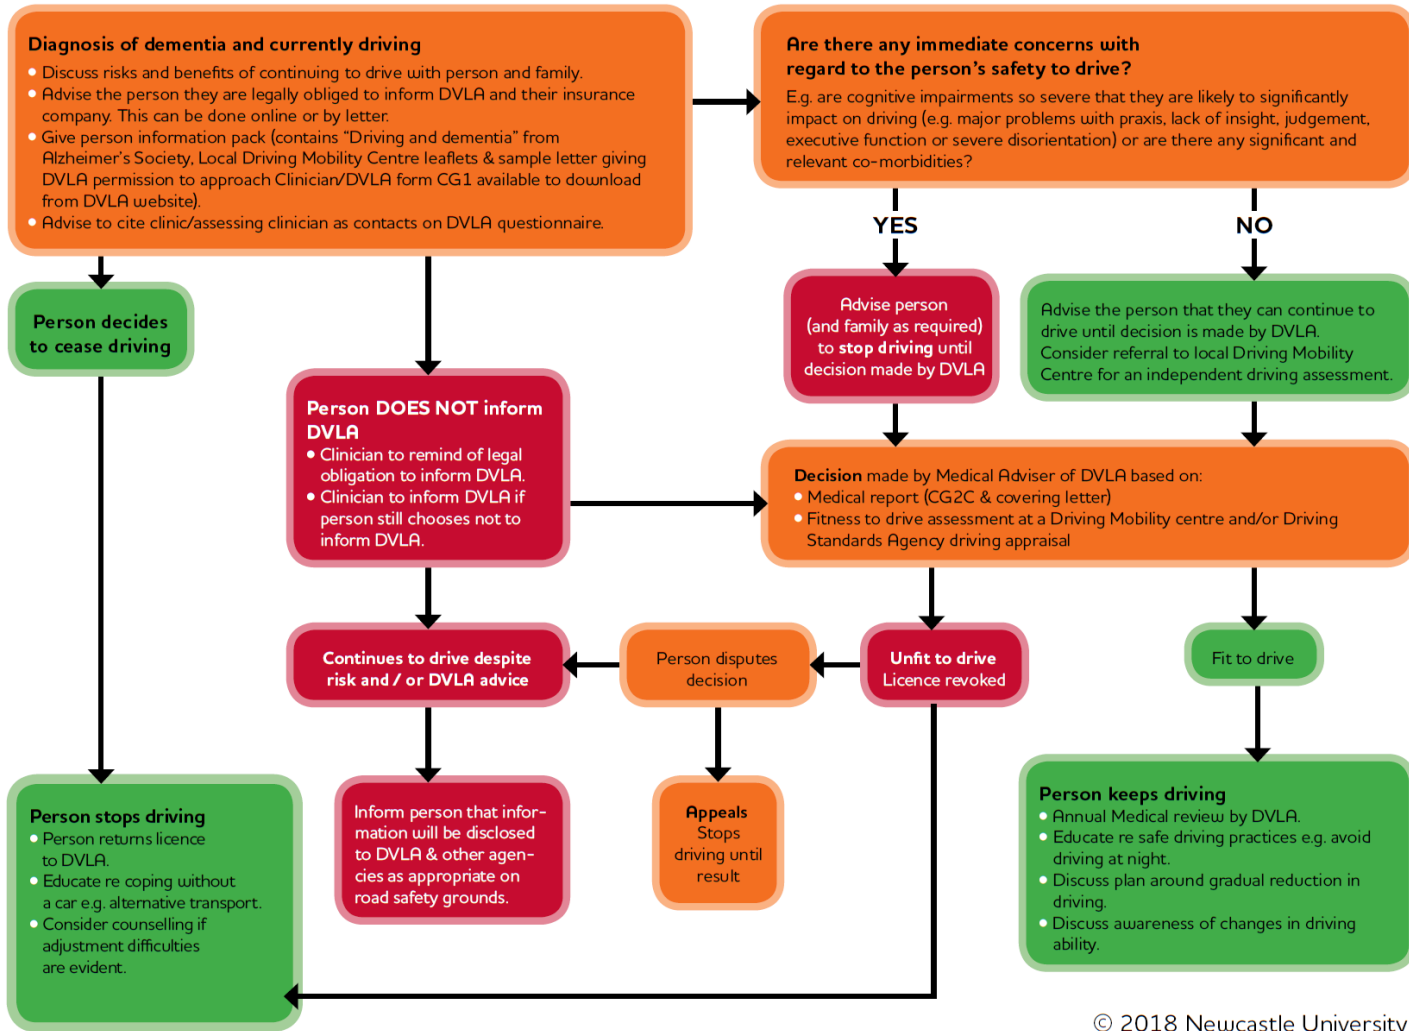 Diagnosis of dementia and currently driving
• Discuss risks and benefits of continuing to drive with person and family.
• Advise the person they are legally obliged to inform DVLA and their insurance
company. This can be done online or by letter.
• Give person information pack (contains “Driving and dementia” from
Alzheimer’s Society, Local Driving Mobility Centre leaflets & sample letter giving
DVLA permission to approach Clinician/DVLA form CG1 available to download
from DVLA website).
• Advise to cite clinic/assessing clinician as contacts on DVLA questionnaire.
Are there any immediate concerns with
regard to the person’s safety to drive?
E.g. are cognitive impairments so severe that they are likely to significantly
impact on driving (e.g. major problems with praxis, lack of insight, judgement,
executive function or severe disorientation) or are there any significant and
relevant co-morbidities?
YES
NO
Person decides
to cease driving
Advise person
(and family as required)
to stop driving until
decision made by DVLA
Advise the person that they can continue to
drive until decision is made by DVLA.
Consider referral to local Driving Mobility
Centre for an independent driving assessment.
Person DOES NOT inform
DVLA
• Clinician to remind of legal
obligation to inform DVLA.
• Clinician to inform DVLA if
person still chooses not to
inform DVLA.
Decision made by Medical Adviser of DVLA based on:
• Medical report (CG2C & covering letter)
• Fitness to drive assessment at a Driving Mobility centre and/or Driving
Standards Agency driving appraisal
Continues to drive despite
risk and / or DVLA advice
Person disputes
decision
Unfit to drive
Licence revoked
Fit to drive
Person stops driving
• Person returns licence
to DVLA.
• Educate re coping without
a car e.g. alternative transport.
• Consider counselling if
adjustment difficulties
are evident.
Inform person that infor-
mation will be disclosed
to DVLA & other agen-
cies as appropriate on
road safety grounds.
Appeals
Stops
driving until
result
Person keeps driving
• Annual Medical review by DVLA.
• Educate re safe driving practices e.g. avoid
driving at night.
• Discuss plan around gradual reduction in
driving.
• Discuss awareness of changes in driving
ability.
© 2018 Newcastle University